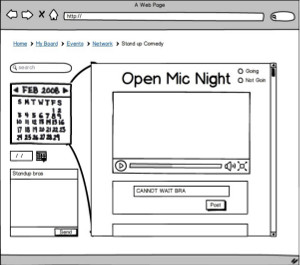 A Web Page
http://
Home > My Board > Events > Network > Stand up Comedy
search
FEB 2008
S M T W T F S
1 2
3 4 5 6 7 8 9
10 11 12 13 14 15 16
17 18 19 20 21 22 23
24 25 26 27 28 29
/ /
Standup bros
Send
Open Mic Night
Going
Not Goin
CANNOT WAIT BRA
Post